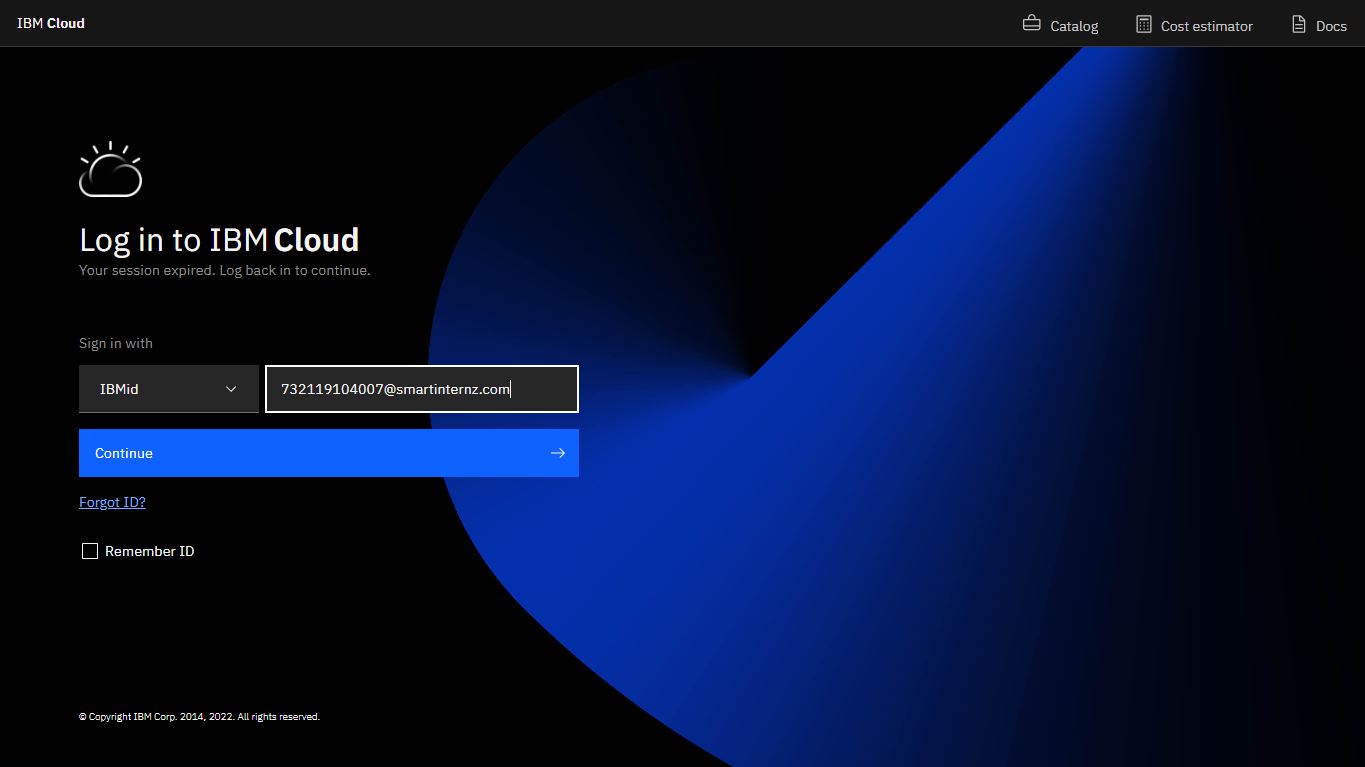 IBM Cloud
Catalog
Cost estimator
Docs
Log in to IBM Cloud
Your session expired. Log back in to continue.
Sign in with
IBMid
732119104007@smartinternz.com
Continue
Forgot ID?
Remember ID
© Copyright IBM Corp. 2014, 2022. All rights reserved.